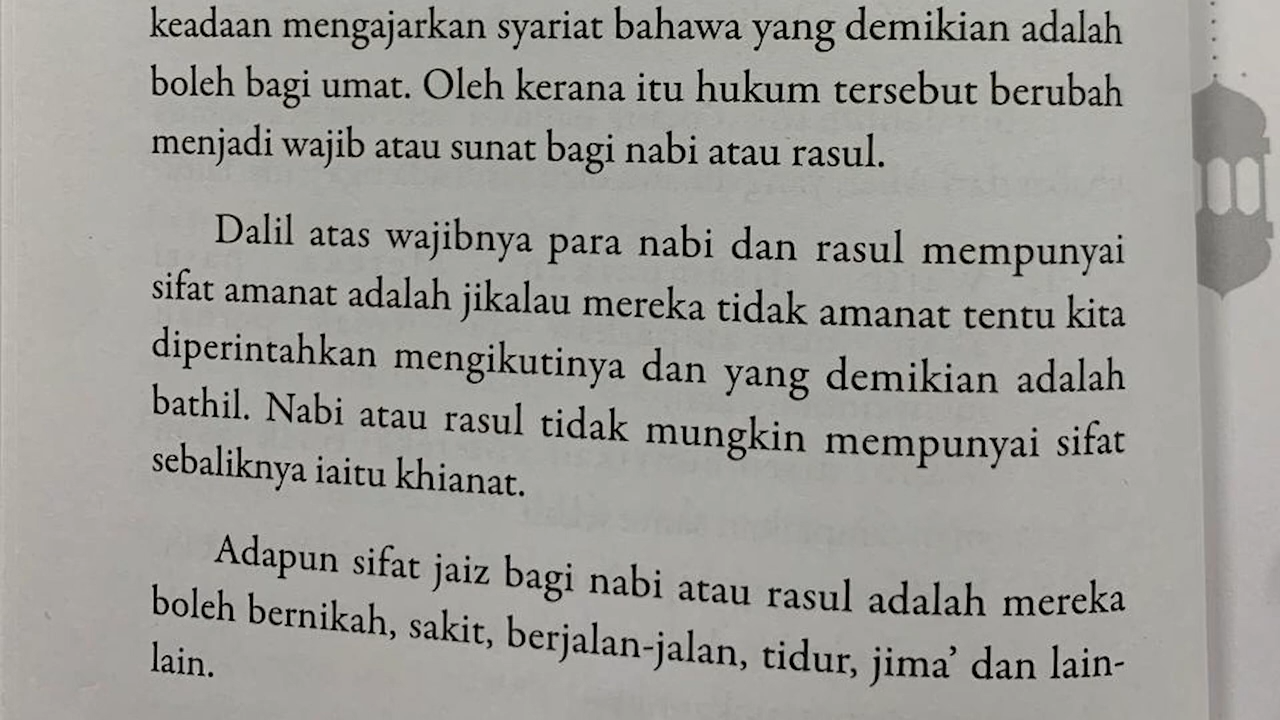 keadaan mengajarkan syariat bahawa yang demikian adalah
boleh bagi umat. Oleh kerana itu hukum tersebut berubah
menjadi wajib atau sunat bagi nabi atau rasul.
Dalil atas wajibnya para nabi dan rasul mempunyai
sifat amanat adalah jikalau mereka tidak amanat tentu kita
diperintahkan mengikutinya dan yang demikian adalah
bathil. Nabi atau rasul tidak mungkin mempunyai sifat
sebaliknya iaitu khianat.
Adapun sifat jaiz bagi nabi atau rasul adalah mereka
boleh bernikah, sakit, berjalan-jalan, tidur, jima’ dan lain-
lain.